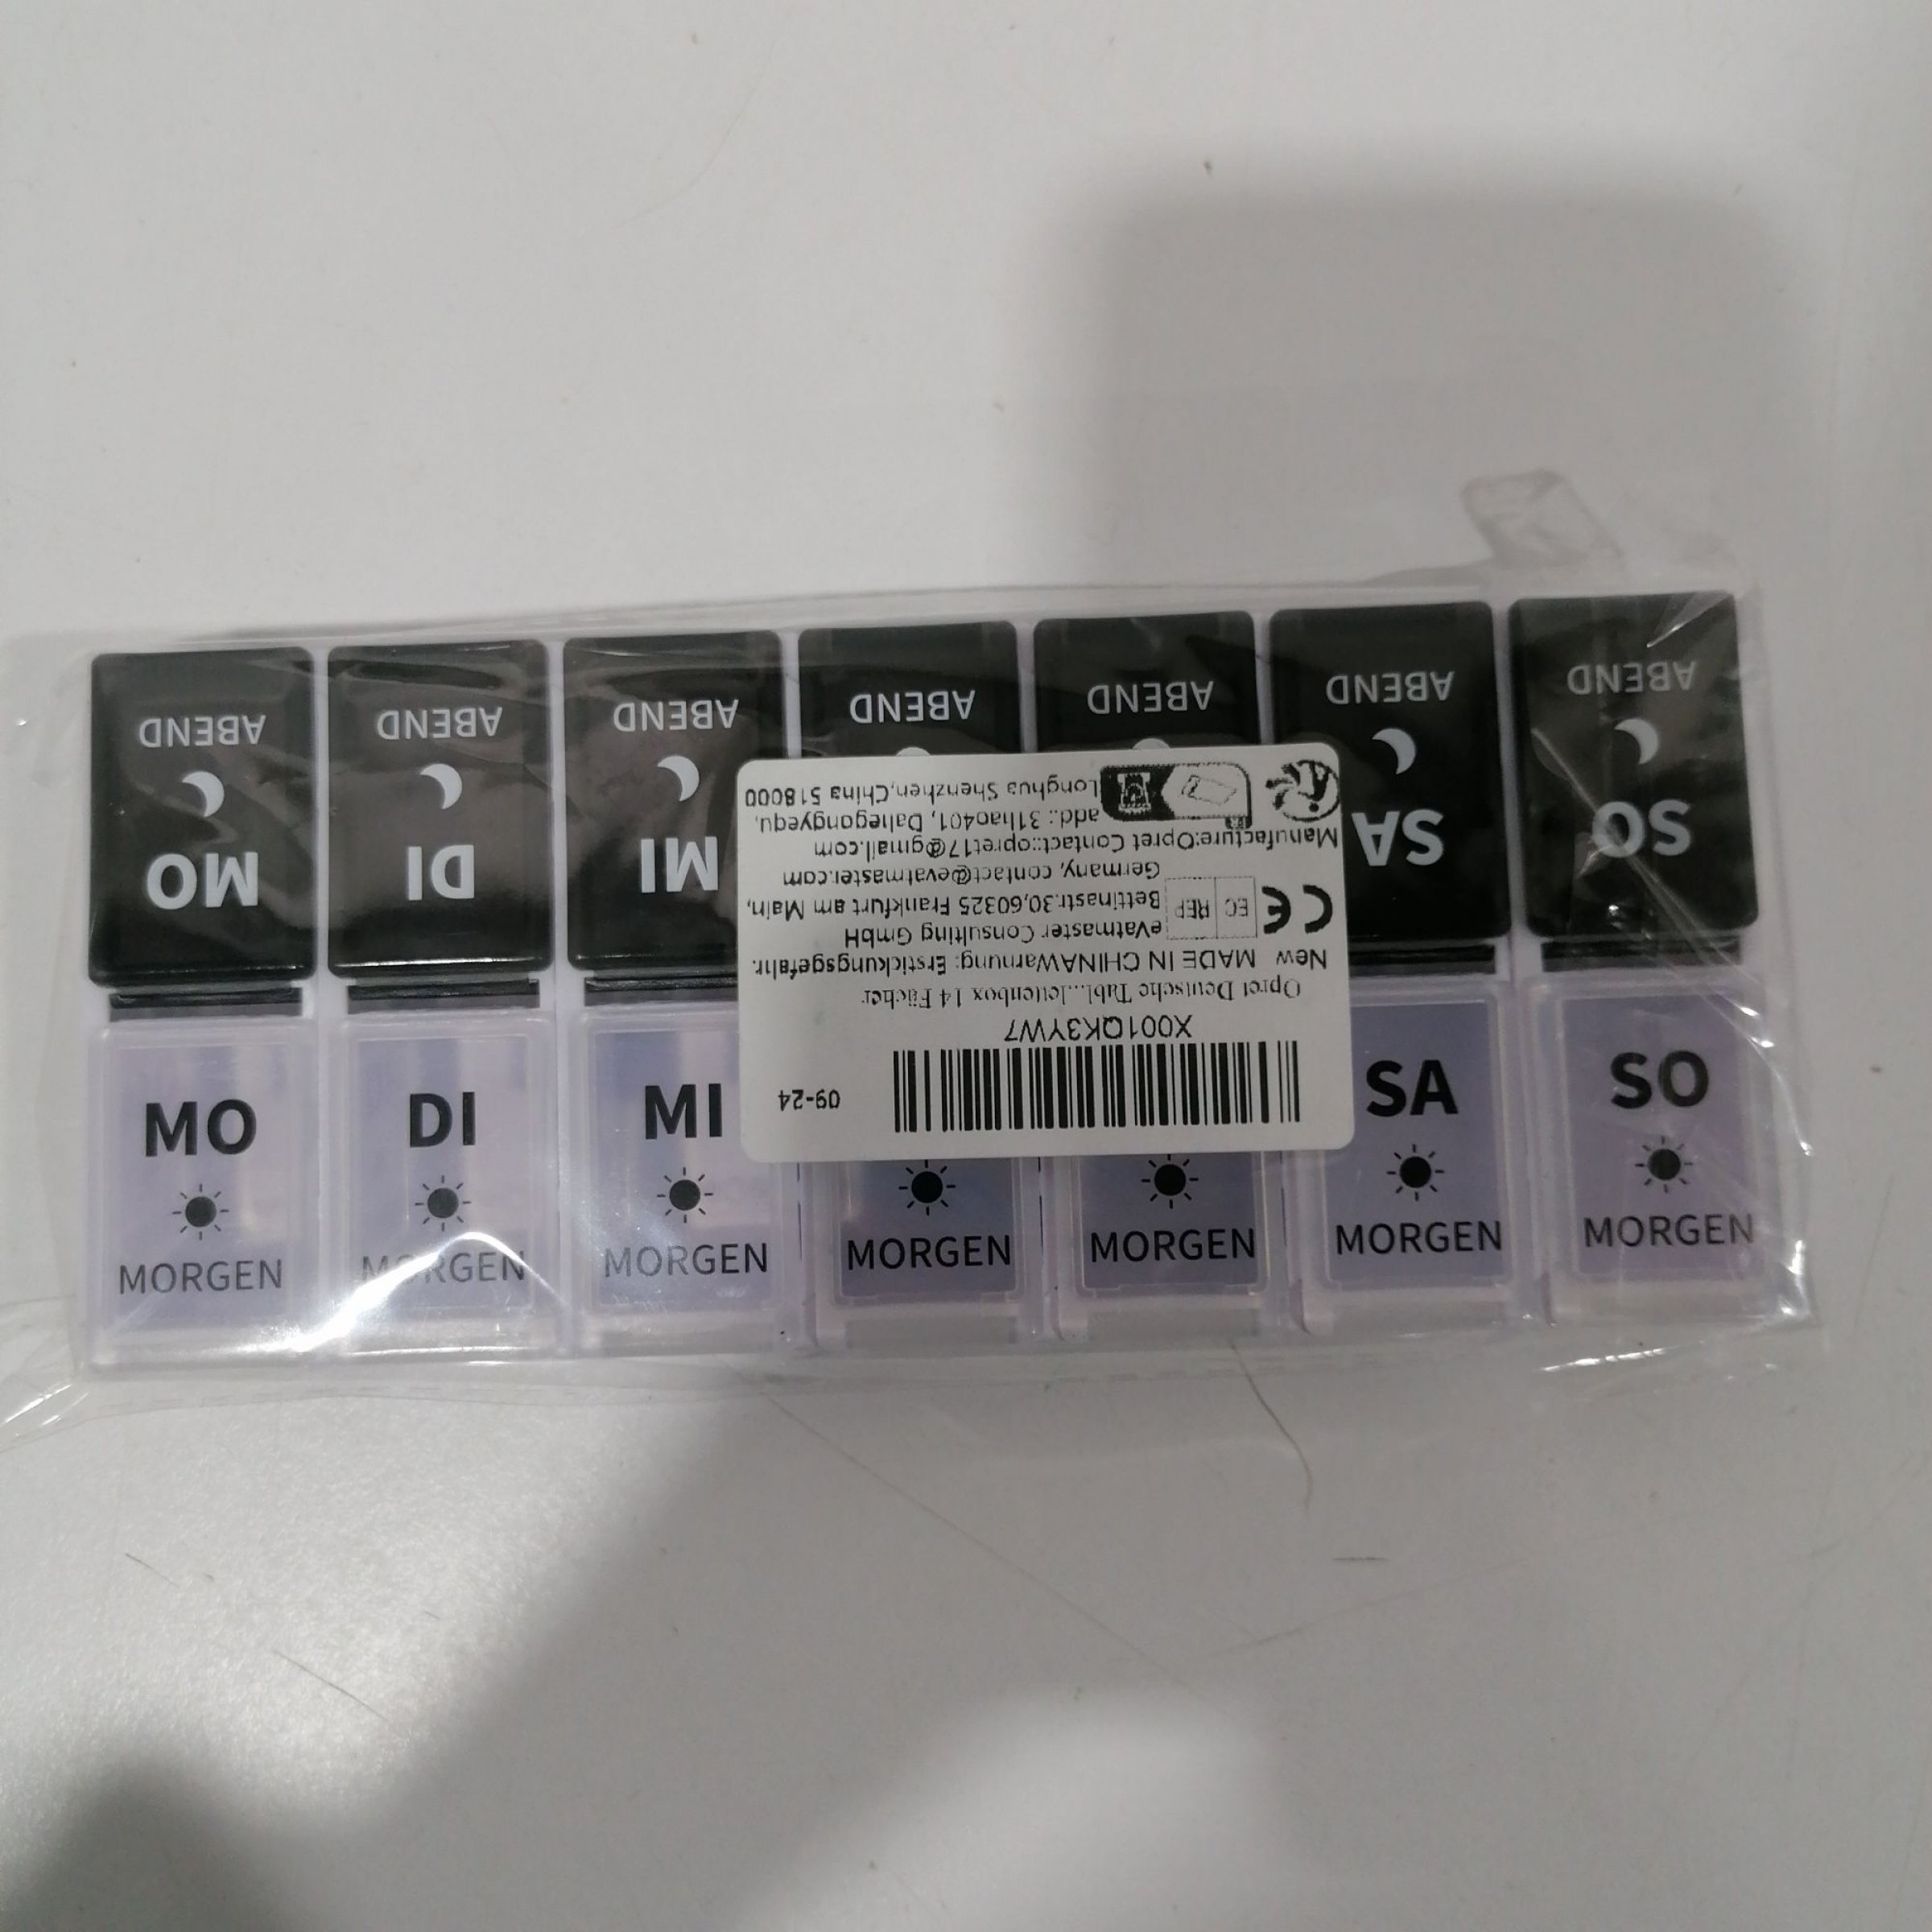 ABEND
MO
ABEND
DI
ABEND
MI
ABEND
ABEND
ABEND
SA
ABEND
SO
X001QK3YW7
09-24
Opret Deutsche Tabl...lettenbox 14 Fächer
New MADE IN CHINAWarnung: Erstickungsgefahr.
CE
EC REP
eVatmaster Consulting GmbH
Bettinastr.30,60325 Frankfurt am Main,
Germany, contact@evatmaster.com
Manufacture:Opret Contact::opret17@gmail.com
add.: 31hao401, Dahegongyequ,
Longhua Shenzhen,China 518000
MO
MORGEN
DI
MORGEN
MI
MORGEN
MORGEN
MORGEN
SA
MORGEN
SO
MORGEN